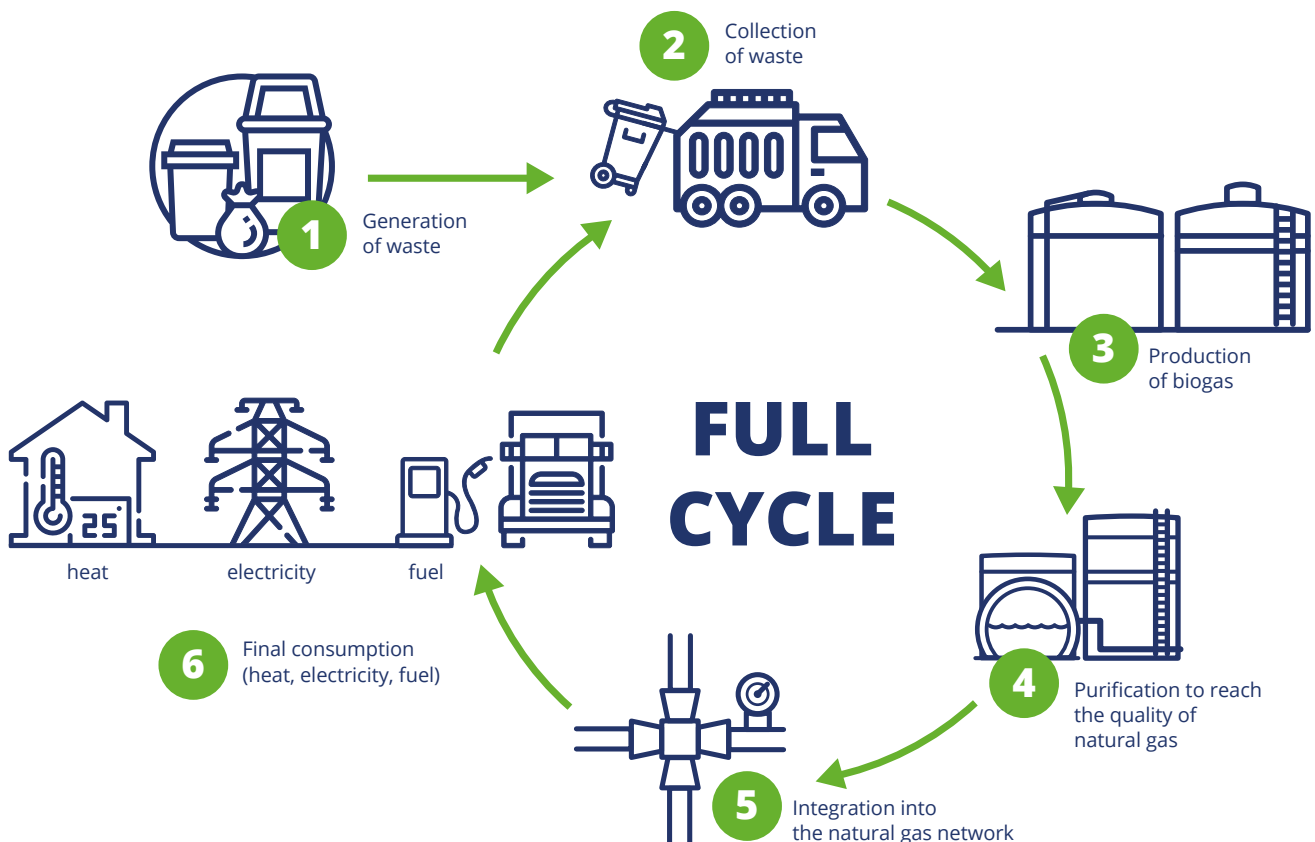 2
Collection
of waste
1
Generation
of waste
3
Production
of biogas
FULL
CYCLE
25°
heat
electricity
fuel
6
Final consumption
(heat, electricity, fuel)
4
Purification to reach
the quality of
natural gas
5
Integration into
the natural gas network